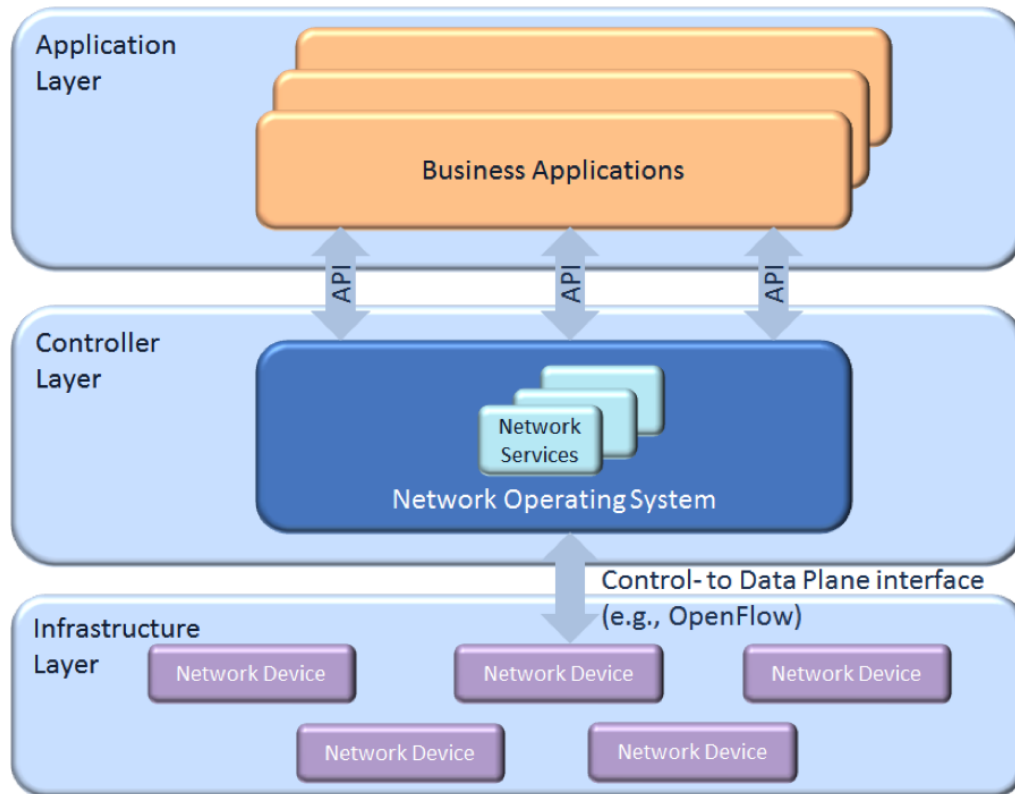 Application
Layer
Business Applications
API
API
API
Controller
Layer
Network
Services
Network Operating System
Control- to Data Plane interface
(e.g., OpenFlow)
Infrastructure
Layer
Network Device
Network Device
Network Device
Network Device
Network Device